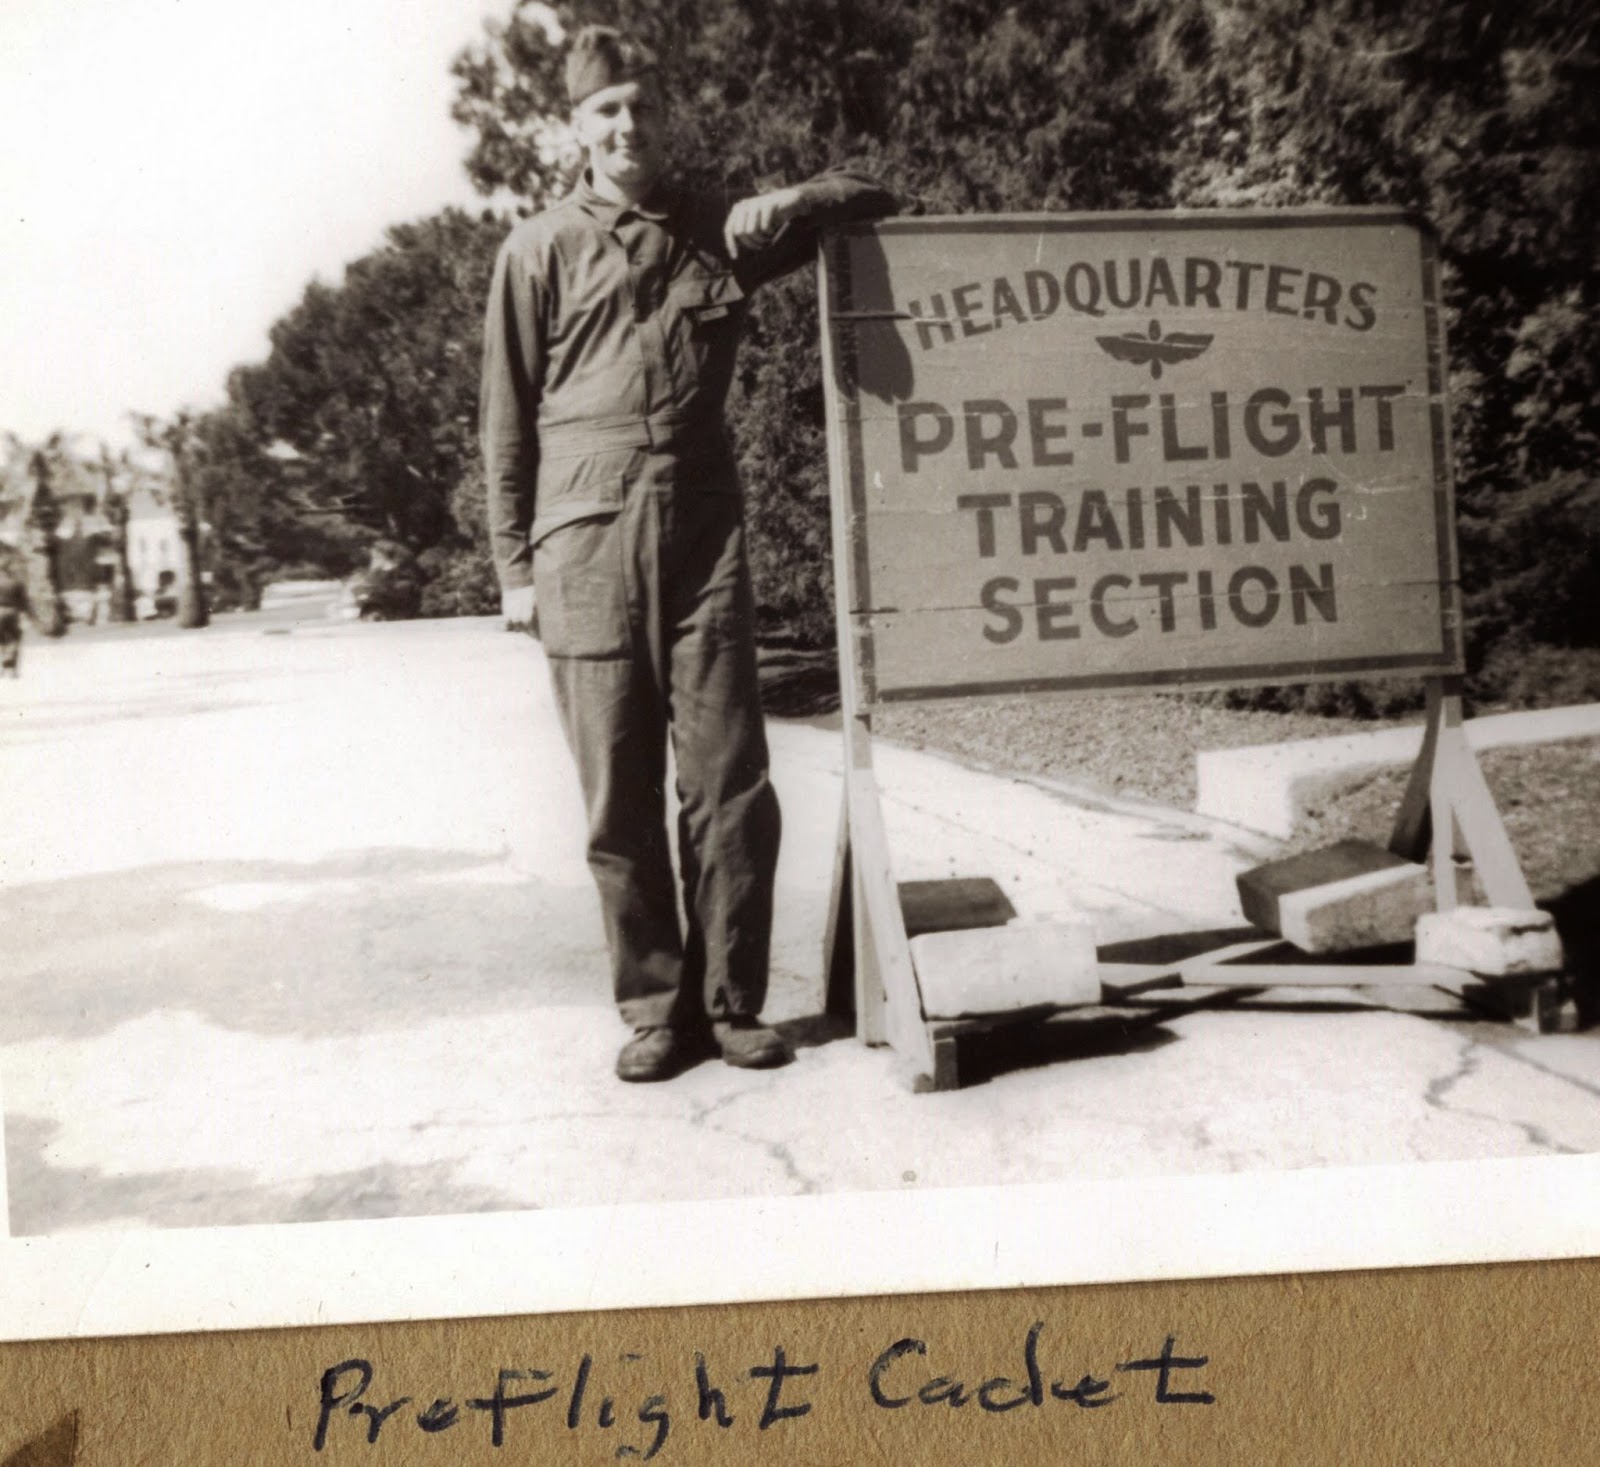 HEADQUARTERS
PRE-FLIGHT
TRAINING
SECTION
Preflight Cadet